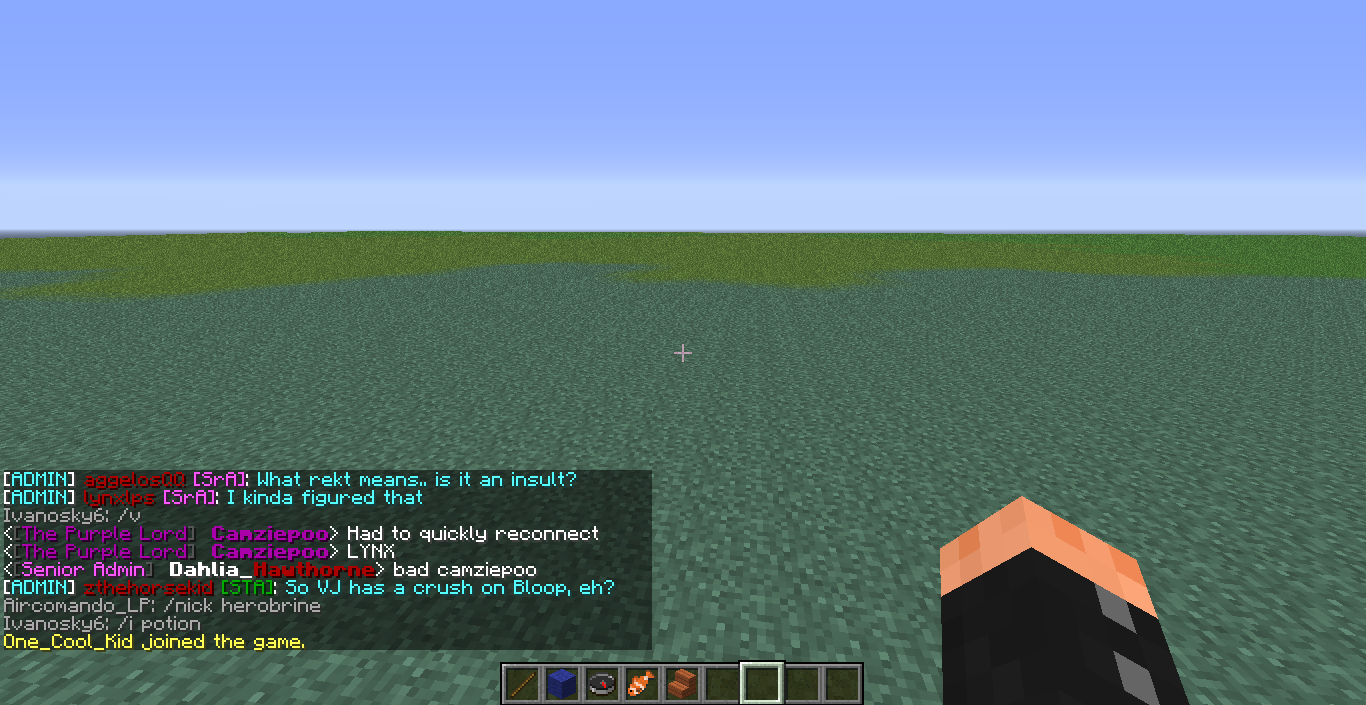 [ADMIN] aggelos00 [SrA]: What rekt means.. is it an insult?
[ADMIN] lynxlps [SrA]: I kinda figured that
Ivanosky6: /v
<[The Purple Lord] Camziepoo> Had to quickly reconnect
<[The Purple Lord] Camziepoo> LYNX
<[Senior Admin] Dahlia_Hawthorne> bad camziepoo
[ADMIN] zthehorsekid [STA]: So VJ has a crush on Bloop, eh?
Aircomando_LP: /nick herobrine
Ivanosky6: /i potion
One_Cool_Kid joined the game.